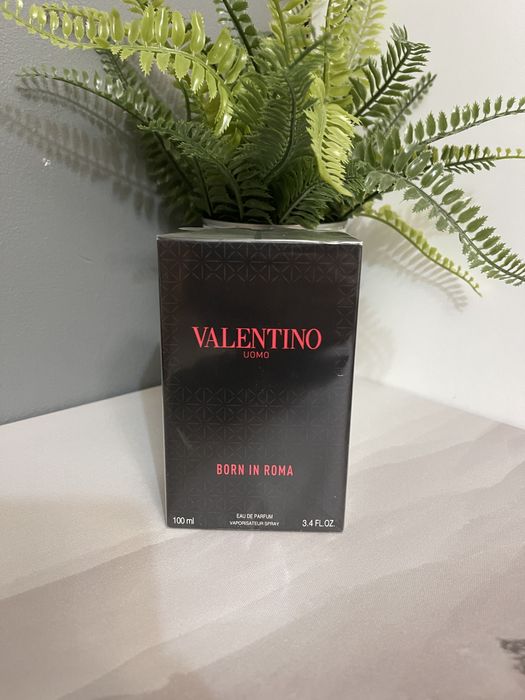 VALENTINO
UOMO
BORN IN ROMA
100 ml
EAU DE PARFUM
VAPORISATEUR SPRAY
3.4 FL.OZ.